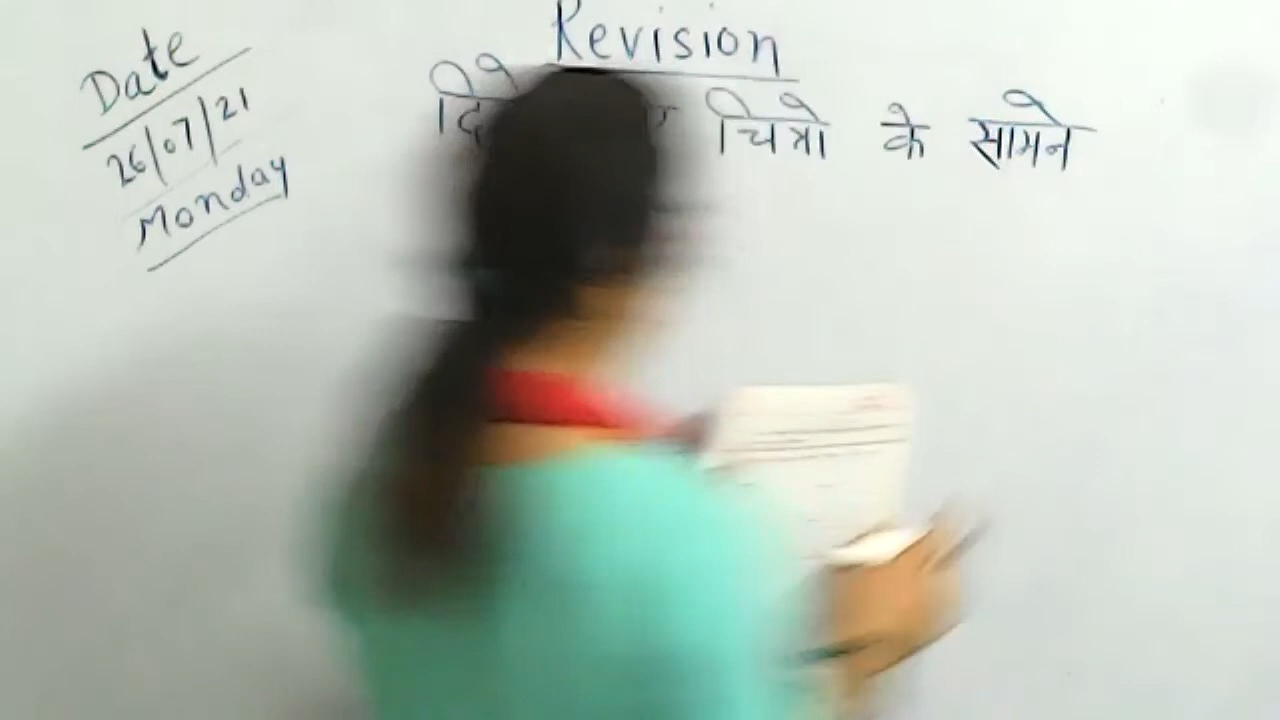 Revision
Date
26/07/21
Monday
चित्रो के सामने